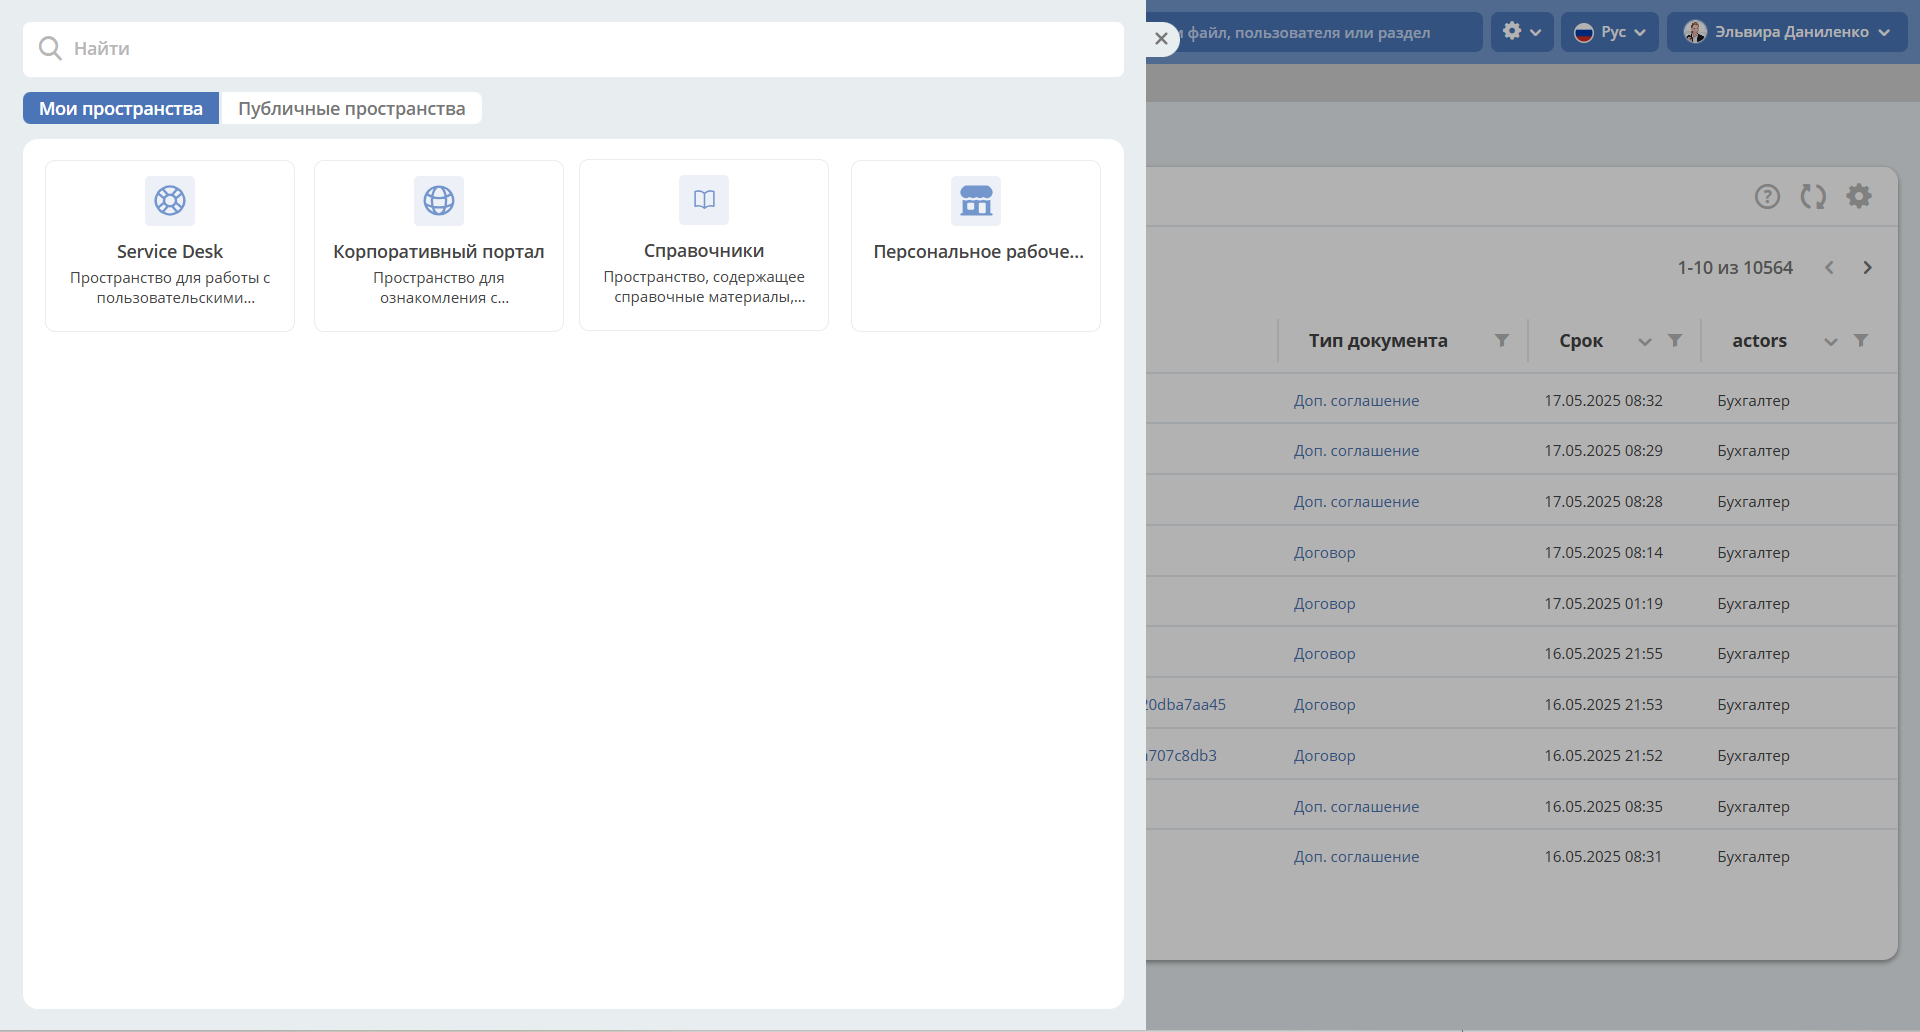 Найти
файл, пользователя или раздел
Рус
Эльвира Даниленко
Мои пространства
Публичные пространства
Service Desk
Пространство для работы с
пользовательскими...
Корпоративный портал
Пространство для
ознакомления с...
Справочники
Пространство, содержащее
справочные материалы,...
Персональное рабоче...
1-10 из 10564
Тип документа
Срок
actors
Доп. соглашение
17.05.2025 08:32
Бухгалтер
Доп. соглашение
17.05.2025 08:29
Бухгалтер
Доп. соглашение
17.05.2025 08:28
Бухгалтер
Договор
17.05.2025 08:14
Бухгалтер
Договор
17.05.2025 01:19
Бухгалтер
Договор
16.05.2025 21:55
Бухгалтер
20dba7aa45
Договор
16.05.2025 21:53
Бухгалтер
707c8db3
Договор
16.05.2025 21:52
Бухгалтер
Доп. соглашение
16.05.2025 08:35
Бухгалтер
Доп. соглашение
16.05.2025 08:31
Бухгалтер